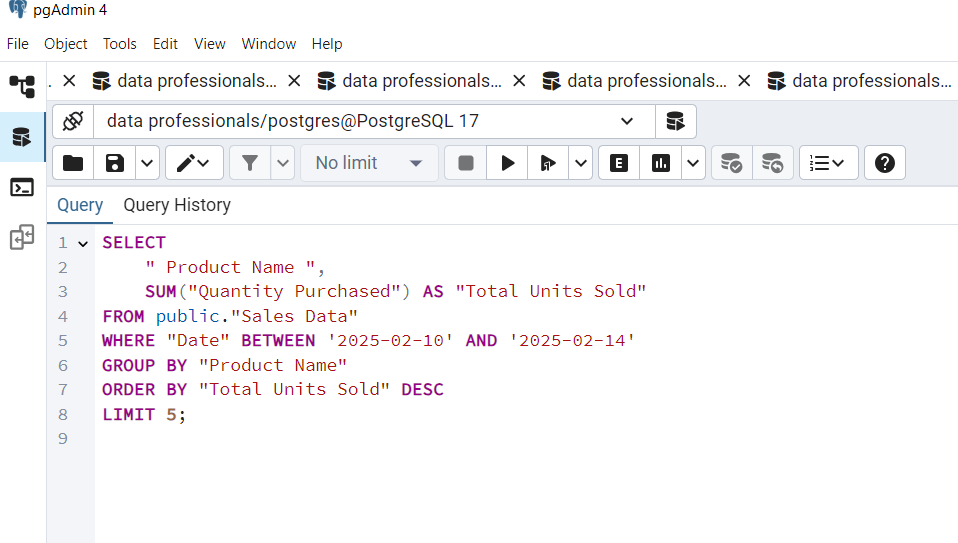 pgAdmin 4
File Object Tools Edit View Window Help
. data professionals... data professionals... data professionals... data professionals...
data professionals/postgres@PostgreSQL 17
No limit E
Query Query History
1 SELECT
2 " Product Name ",
3 SUM("Quantity Purchased") AS "Total Units Sold"
4 FROM public."Sales Data"
5 WHERE "Date" BETWEEN '2025-02-10' AND '2025-02-14'
6 GROUP BY "Product Name"
7 ORDER BY "Total Units Sold" DESC
8 LIMIT 5;
9